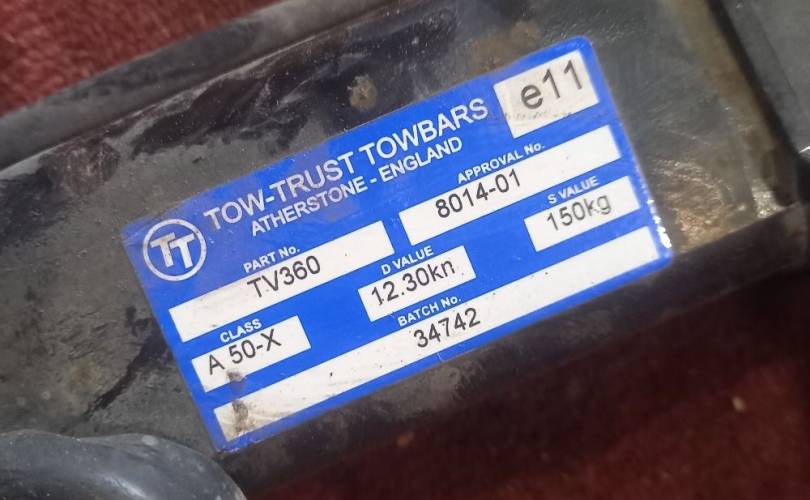 e11
TT
TOW-TRUST TOWBARS
ATHERSTONE - ENGLAND
PART No.
TV360
APPROVAL No.
8014-01
CLASS
A 50-X
D VALUE
12.30kn
S VALUE
150kg
BATCH No.
34742